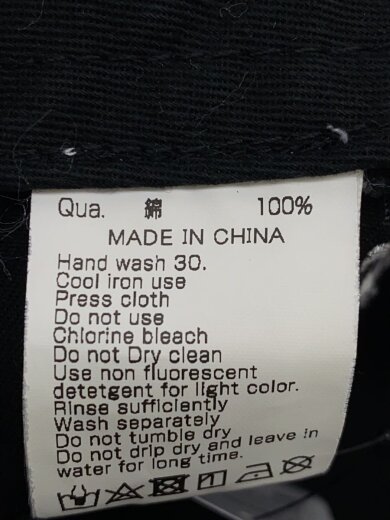 Qua. 綿 100%
MADE IN CHINA
Hand wash 30.
Cool iron use
Press cloth
Do not use
Chlorine bleach
Do not Dry clean
Use non fluorescent
detetgent for light color.
Rinse sufficiently
Wash separately
Do not tumble dry
Do not drip dry and leave in
water for long time.